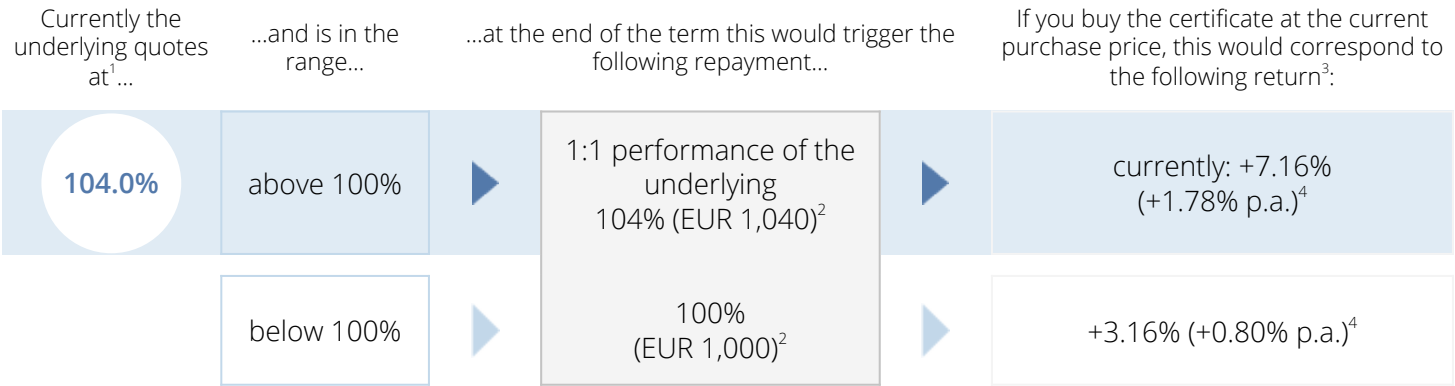 Currently the
underlying quotes
at¹...
...and is in the
range...
...at the end of the term this would trigger the
following repayment...
If you buy the certificate at the current
purchase price, this would correspond to
the following return³:
104.0%
above 100%
1:1 performance of the
underlying
104% (EUR 1,040)²
currently: +7.16%
(+1.78% p.a.)⁴
below 100%
100%
(EUR 1,000)²
+3.16% (+0.80% p.a.)⁴